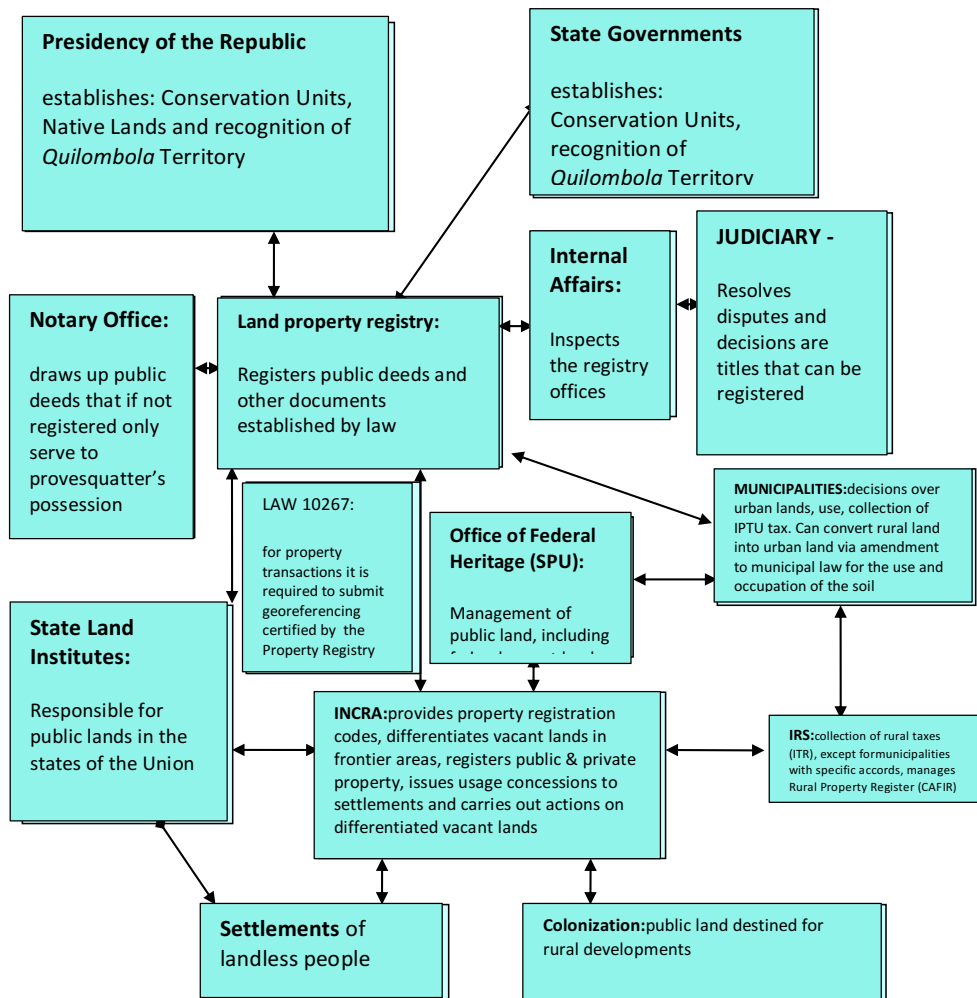 Presidency of the Republic
establishes: Conservation Units,
Native Lands and recognition of
Quilombola Territory
State Governments
establishes:
Conservation Units,
recognition of
Quilombola Territory
Internal
Affairs:
Inspects
the registry
offices
JUDICIARY -
Resolves
disputes and
decisions are
titles that can be
registered
Notary Office:
draws up public
deeds that if not
registered only
serve to
provesquatter’s
possession
Land property registry:
Registers public deeds and
other documents
established by law
LAW 10267:
for property
transactions it is
required to submit
georeferencing
certified by the
Property Registry
Office of Federal
Heritage (SPU):
Management of
public land, including
MUNICIPALITIES:decisions over
urban lands, use, collection of
IPTU tax. Can convert rural land
into urban land via amendment
to municipal law for the use and
occupation of the soil
State Land
Institutes:
Responsible for
public lands in the
states of the Union
INCRA:provides property registration
codes, differentiates vacant lands in
frontier areas, registers public & private
property, issues usage concessions to
settlements and carries out actions on
differentiated vacant lands
IRS:collection of rural taxes
(ITR), except formunicipalities
with specific accords, manages
Rural Property Register (CAFIR)
Settlements of
landless people
Colonization:public land destined for
rural developments